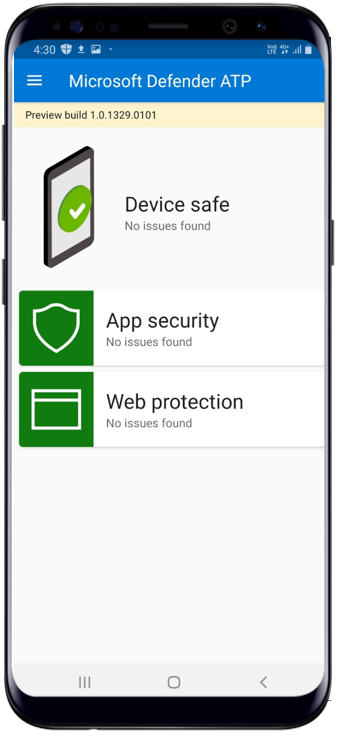 4:30
Microsoft Defender ATP
Preview build 1.0.1329.0101
Device safe
No issues found
App security
No issues found
Web protection
No issues found